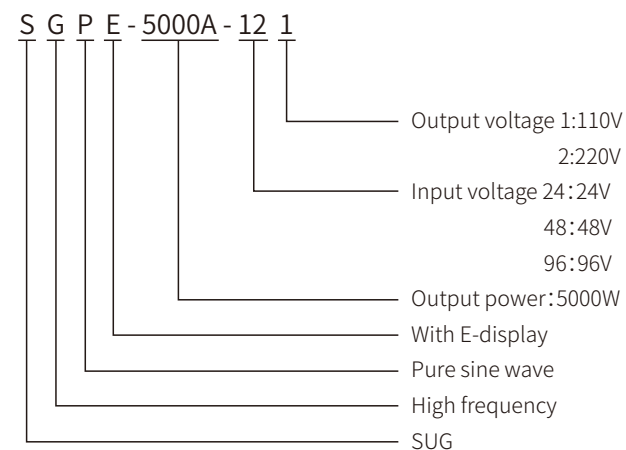 S G P E - 5000A - 12 1
Output voltage 1:110V
2:220V
Input voltage 24：24V
48：48V
96：96V
Output power：5000W
With E-display
Pure sine wave
High frequency
SUG